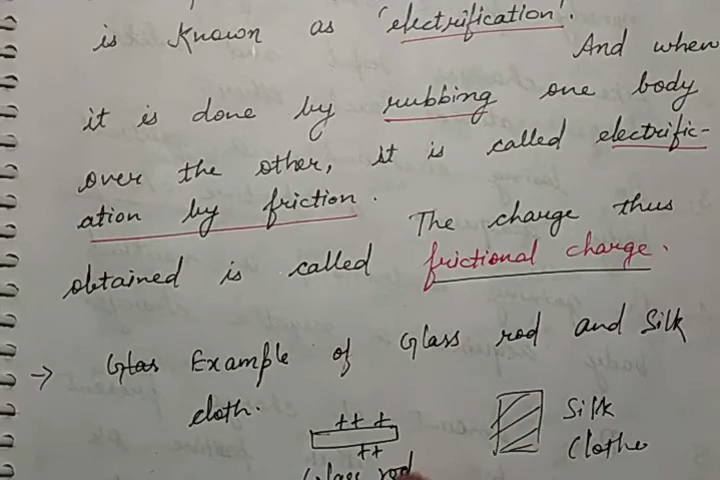 is known as 'electrification'.
And when
it is done by rubbing one body
over the other, it is called electrific-
ation by friction.
The charge thus
obtained is called frictional charge.
→ Glas Example of Glass rod and Silk
cloth.
++ +
++
Glass rod
Silk
Clothe